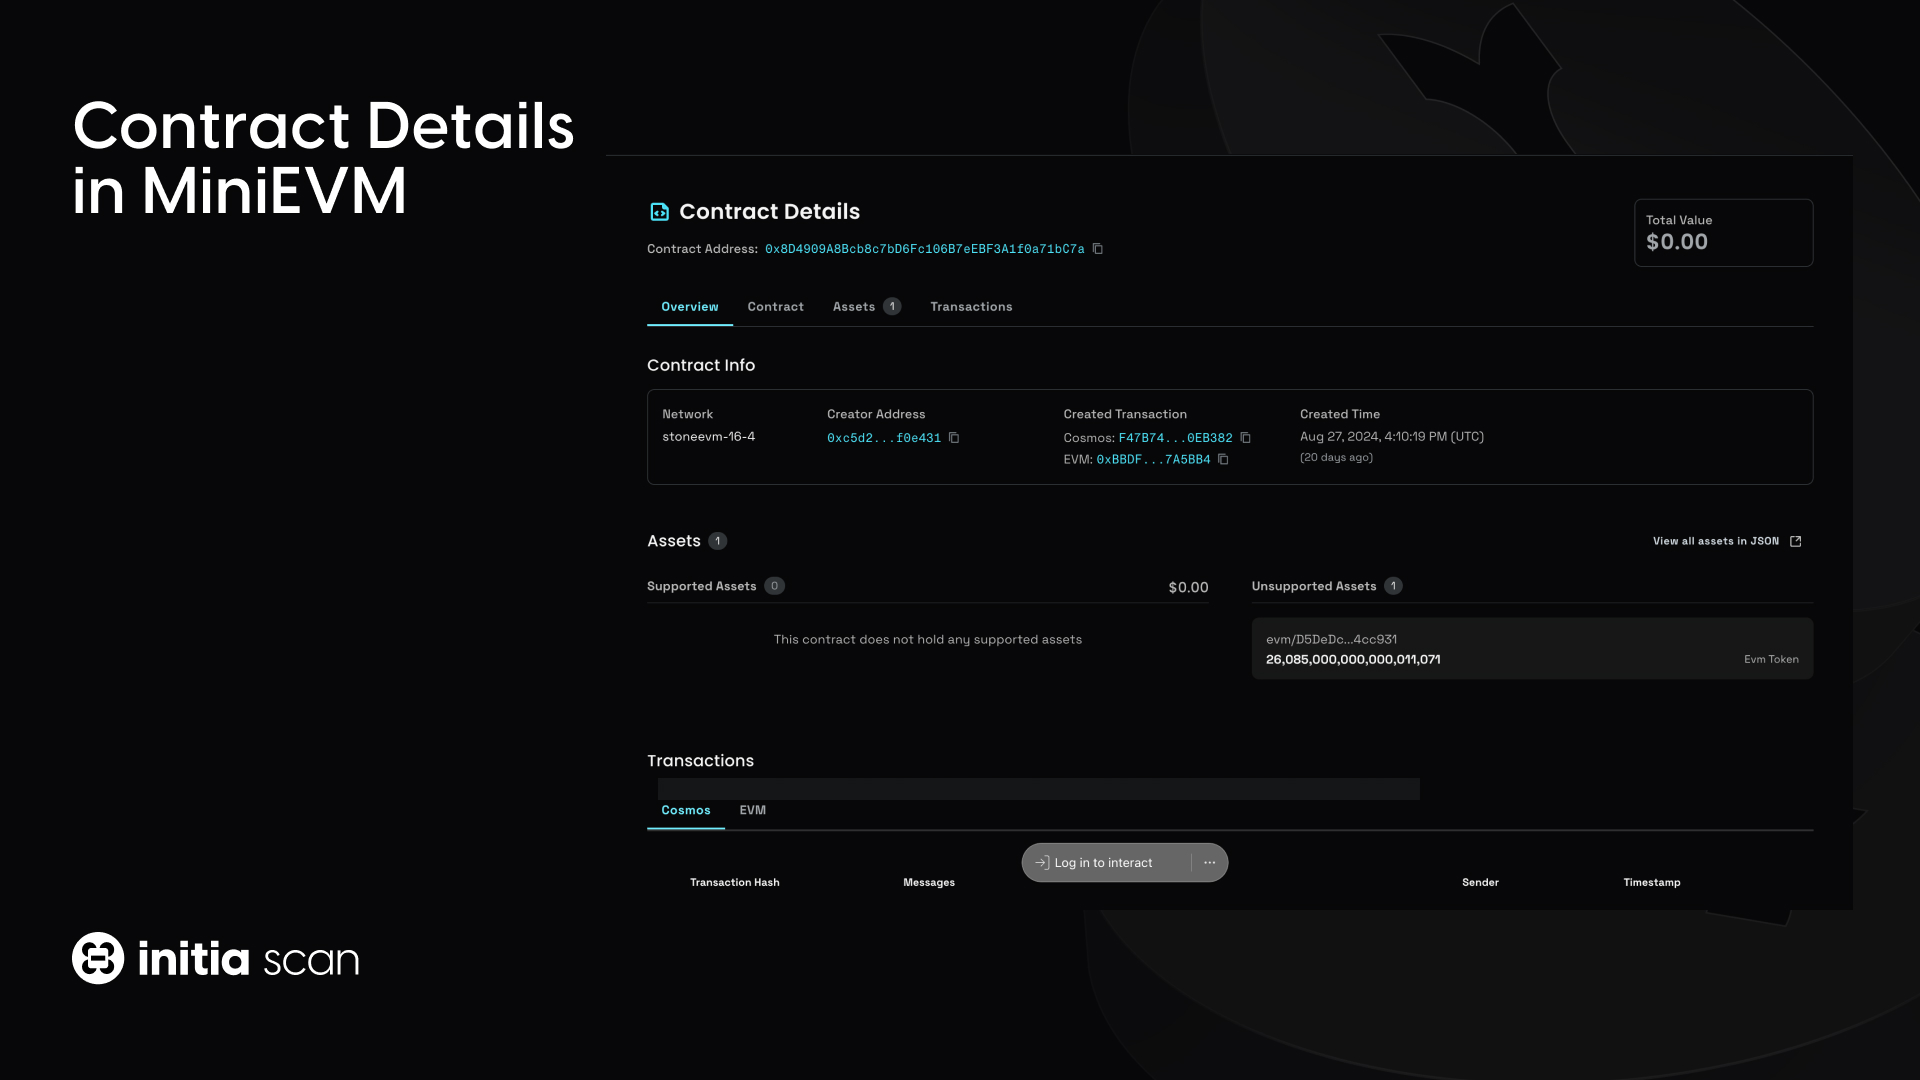 Contract Details
in MiniEVM
Contract Details
Contract Address: 0x8D4909A8Bcb8c7bD6Fc106B7eEBF3A1f0a71bC7a
Total Value
$0.00
Overview Contract Assets 1 Transactions
Contract Info
Network Creator Address Created Transaction Created Time
stoneevm-16-4 0xc5d2...f0e431 Cosmos: F47B74...0EB382 Aug 27, 2024, 4:10:19 PM (UTC)
EVM: 0xBBDF...7A5BB4 (20 days ago)
Assets 1 View all assets in JSON
Supported Assets 0 $0.00 Unsupported Assets 1
This contract does not hold any supported assets
evm/D5DeDc...4cc931
26,085,000,000,000,011,071 Evm Token
Transactions
Cosmos EVM
Log in to interact ...
Transaction Hash Messages Sender Timestamp
initia scan